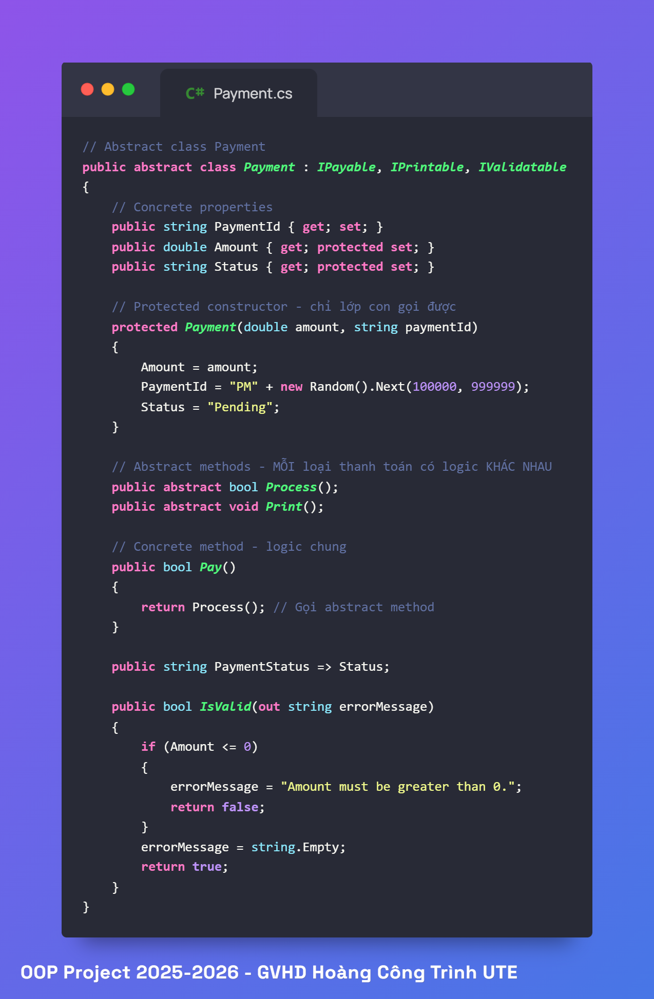 C# Payment.cs
// Abstract class Payment
public abstract class Payment : IPayable, IPrintable, IValidatable
{
    // Concrete properties
    public string PaymentId { get; set; }
    public double Amount { get; protected set; }
    public string Status { get; protected set; }

    // Protected constructor - chỉ lớp con gọi được
    protected Payment(double amount, string paymentId)
    {
        Amount = amount;
        PaymentId = "PM" + new Random().Next(100000, 999999);
        Status = "Pending";
    }

    // Abstract methods - MỖI loại thanh toán có logic KHÁC NHAU
    public abstract bool Process();
    public abstract void Print();

    // Concrete method - logic chung
    public bool Pay()
    {
        return Process(); // Gọi abstract method
    }

    public string PaymentStatus => Status;

    public bool IsValid(out string errorMessage)
    {
        if (Amount <= 0)
        {
            errorMessage = "Amount must be greater than 0.";
            return false;
        }
        errorMessage = string.Empty;
        return true;
    }
}
OOP Project 2025-2026 - GVHD Hoàng Công Trình UTE